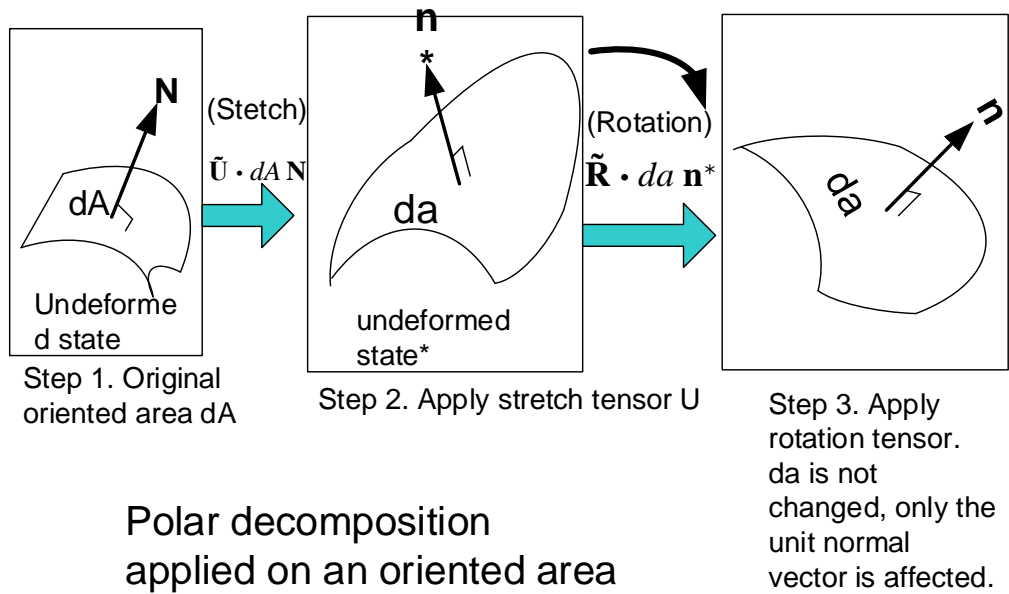 N
dA
Undeforme
d state
Step 1. Original
oriented area dA
(Stetch)
Ũ · dA N
n
*
da
undeformed
state*
Step 2. Apply stretch tensor U
(Rotation)
R̃ · da n*
n
da
Step 3. Apply
rotation tensor.
da is not
changed, only the
unit normal
vector is affected.
Polar decomposition
applied on an oriented area